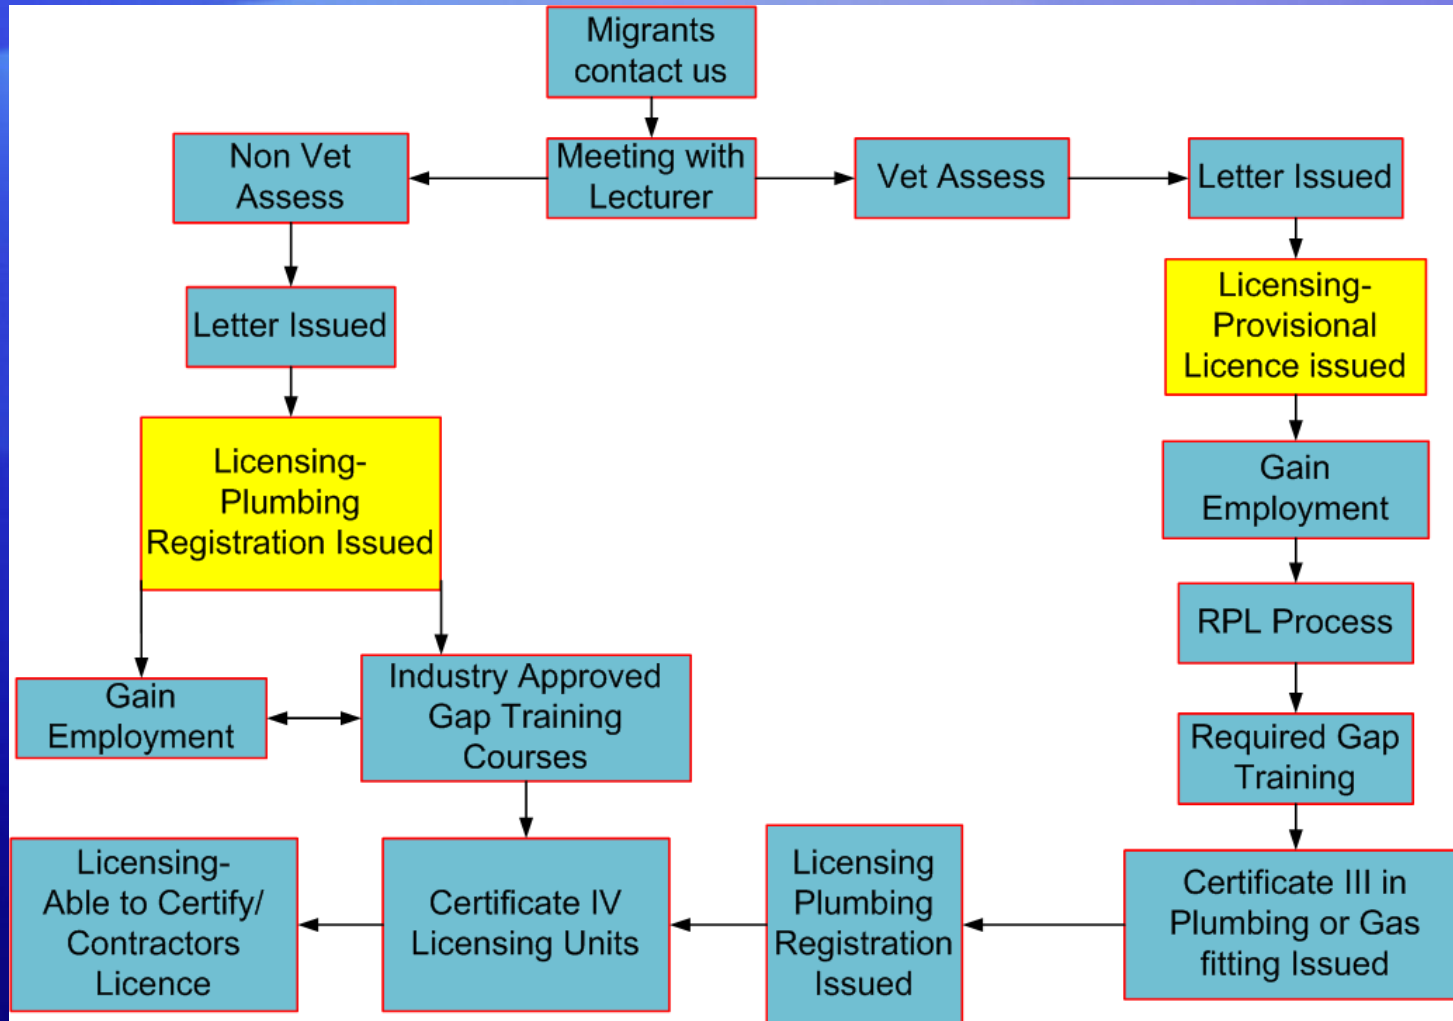 Migrants
contact us
Non Vet
Assess
Meeting with
Lecturer
Vet Assess
Letter Issued
Letter Issued
Licensing-
Provisional
Licence issued
Licensing-
Plumbing
Registration Issued
Gain
Employment
RPL Process
Gain
Employment
Industry Approved
Gap Training
Courses
Required Gap
Training
Licensing-
Able to Certify/
Contractors
Licence
Certificate IV
Licensing Units
Licensing
Plumbing
Registration
Issued
Certificate III in
Plumbing or Gas
fitting Issued